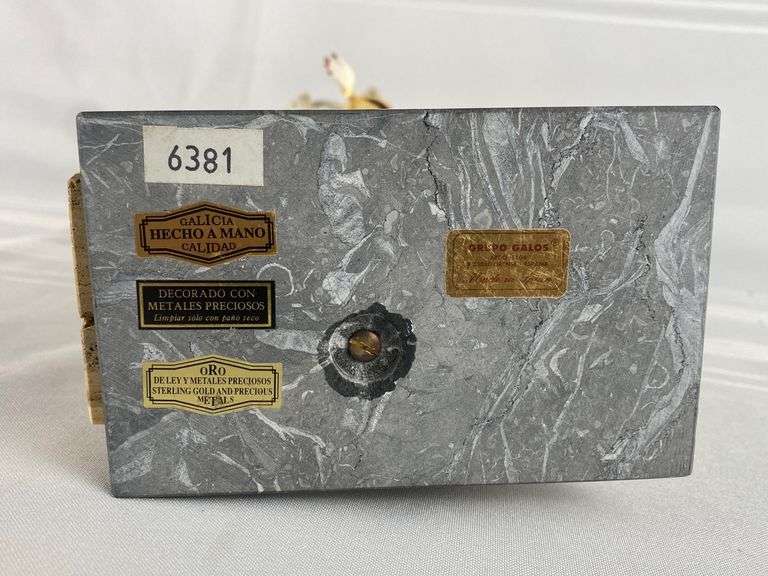 6381
GALICIA
HECHO A MANO
CALIDAD
DECORADO CON
METALES PRECIOSOS
Limpiar sólo con paño seco
ORO
DE LEY Y METALES PRECIOSOS
STERLING GOLD AND PRECIOUS
METALS
GRUPO GALOS